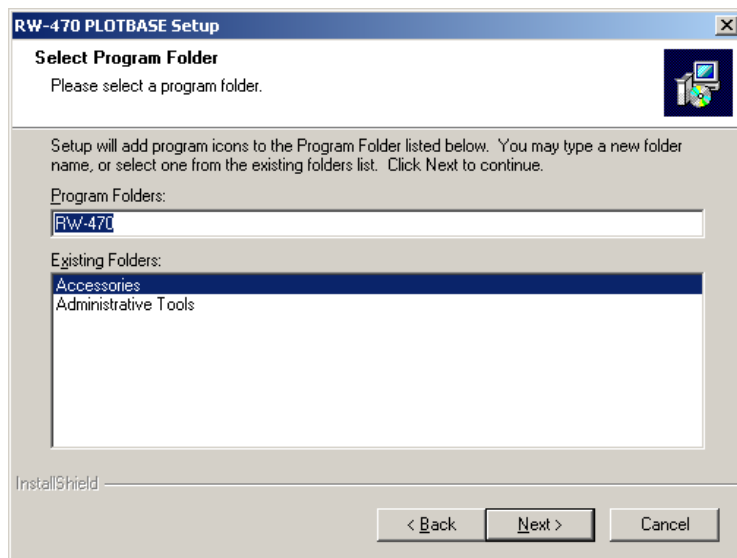 RW-470 PLOTBASE Setup
Select Program Folder
Please select a program folder.
Setup will add program icons to the Program Folder listed below. You may type a new folder
name, or select one from the existing folders list. Click Next to continue.
Program Folders:
RW-470
Existing Folders:
Accessories
Administrative Tools
InstallShield
< Back
Next >
Cancel